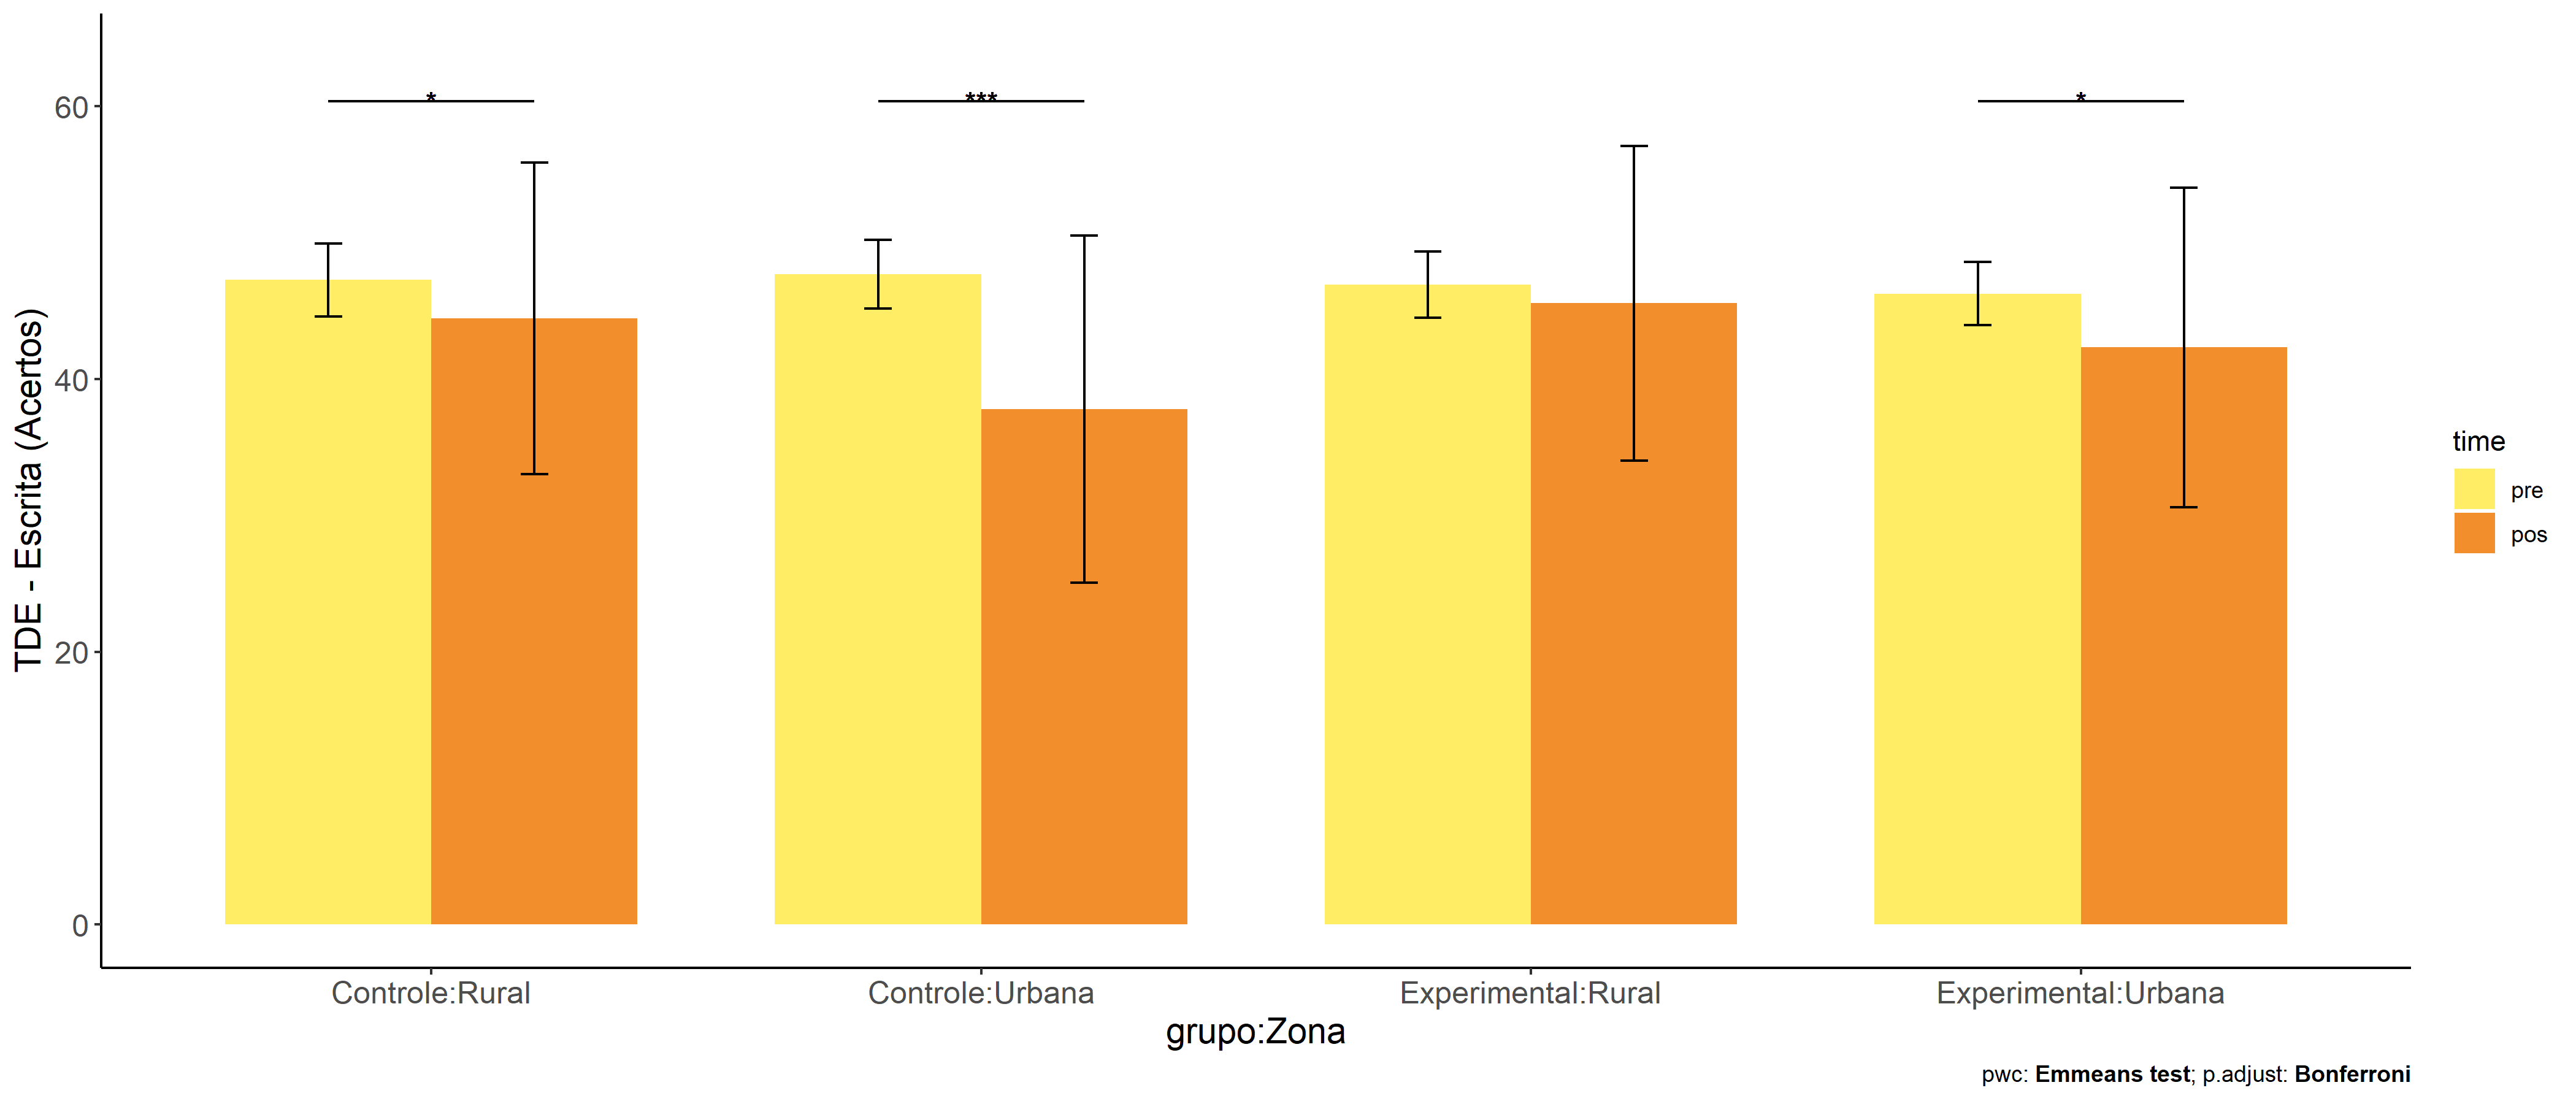 * *** *
60
40
20
0
TDE - Escrita (Acertos)
Controle:Rural Controle:Urbana Experimental:Rural Experimental:Urbana
grupo:Zona
time
pre
pos
pwc: Emmeans test; p.adjust: Bonferroni